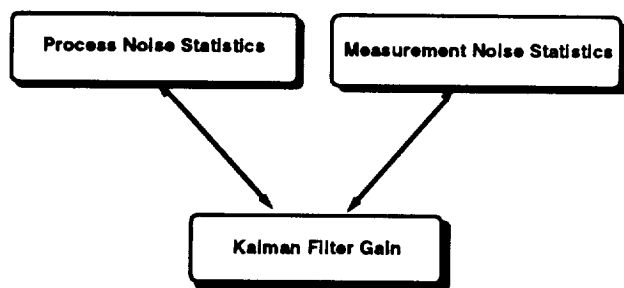 Process Noise Statistics
Measurement Noise Statistics
Kalman Filter Gain